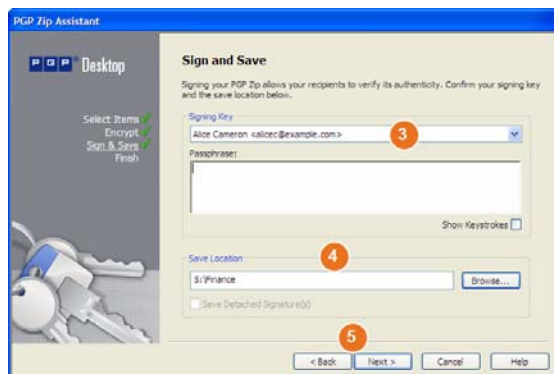 PGP Zip Assistant
PGP Desktop
Select Items
Encrypt
Sign & Save
Finish
Sign and Save
Signing your PGP Zip allows your recipients to verify its authenticity. Confirm your signing key
and the save location below.
Signing Key
Alice Cameron <alicec@example.com>
3
Passphrase:
Show Keystrokes
Save Location
4
S:\Finance
Browse...
Save Detached Signature(s)
5
< Back
Next >
Cancel
Help